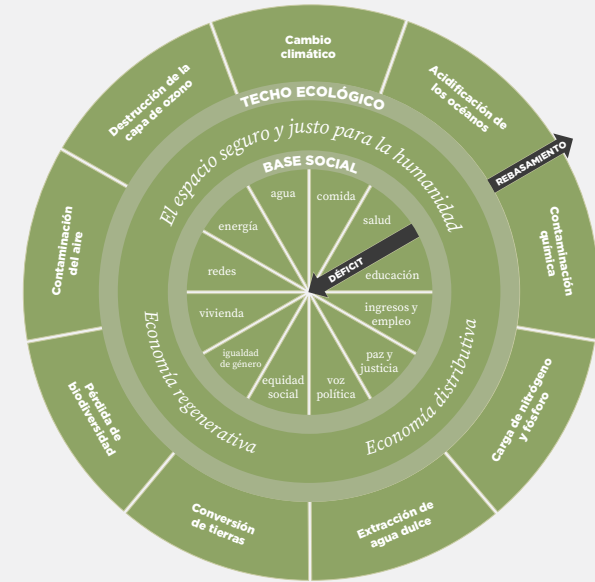 Cambio
climático
Acidificación de
los océanos
REBASAMIENTO
Contaminación
química
Carga de nitrógeno
y fósforo
Extracción de
agua dulce
Conversión
de tierras
Pérdida de
biodiversidad
Contaminación
del aire
Destrucción de la
capa de ozono
TECHO ECOLÓGICO
El espacio seguro y justo para la humanidad
BASE SOCIAL
agua
comida
salud
DÉFICIT
educación
ingresos y
empleo
paz y
justicia
voz
política
equidad
social
igualdad
de género
vivienda
redes
energía
Economía regenerativa
Economía distributiva